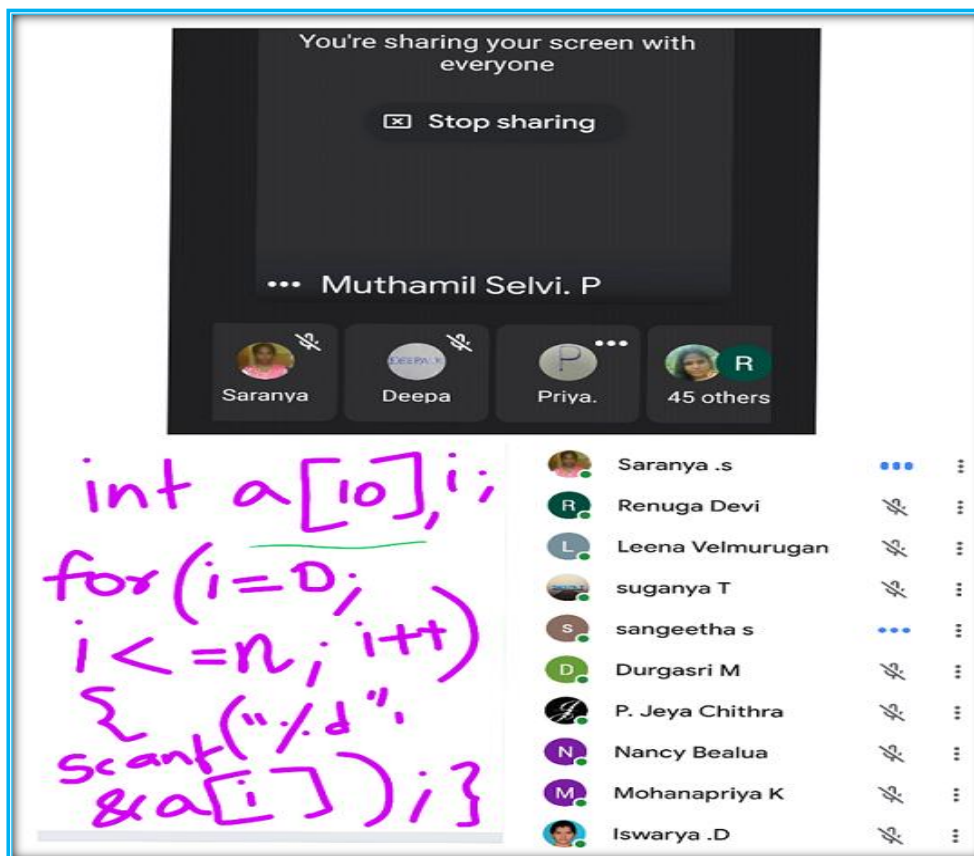 You're sharing your screen with
everyone
Stop sharing
Muthamil Selvi. P
Saranya
DEEPA
Deepa
P
Priya.
R
45 others
int a[10],i;
for(i=0;
i<=n; i++)
{
scanf("%d",
&a[i]);}
Saranya .s
R Renuga Devi
L Leena Velmurugan
suganya T
s sangeetha s
D Durgasri M
P. Jeya Chithra
N Nancy Bealua
M Mohanapriya K
Iswarya .D